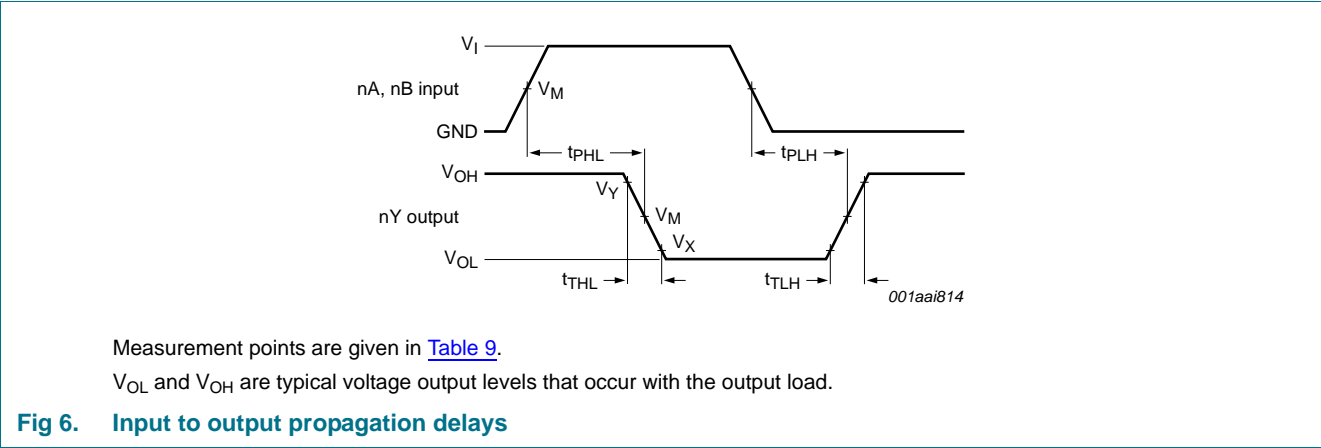 VI
nA, nB input
VM
GND
tPHL
tPLH
VOH
VY
nY output
VM
VX
VOL
tTHL
tTLH
001aai814
Measurement points are given in Table 9.
VOL and VOH are typical voltage output levels that occur with the output load.
Fig 6. Input to output propagation delays